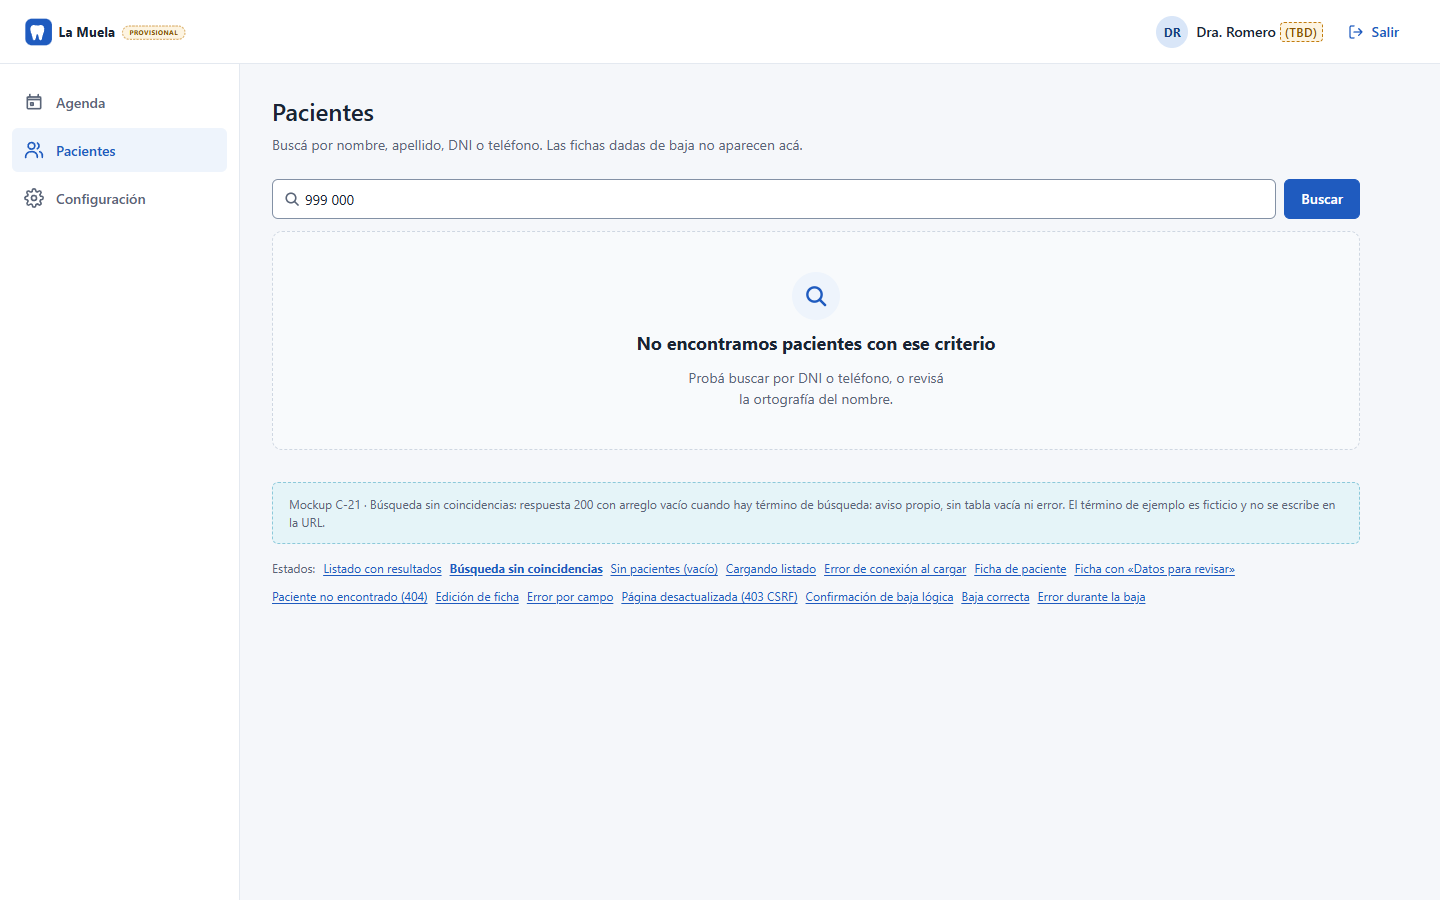 La Muela PROVISIONAL
DR Dra. Romero (TBD) Salir
Agenda
Pacientes
Configuración
Pacientes
Buscá por nombre, apellido, DNI o teléfono. Las fichas dadas de baja no aparecen acá.
999 000
Buscar
No encontramos pacientes con ese criterio
Probá buscar por DNI o teléfono, o revisá
la ortografía del nombre.
Mockup C-21 · Búsqueda sin coincidencias: respuesta 200 con arreglo vacío cuando hay término de búsqueda: aviso propio, sin tabla vacía ni error. El término de ejemplo es ficticio y no se escribe en
la URL.
Estados: Listado con resultados Búsqueda sin coincidencias Sin pacientes (vacío) Cargando listado Error de conexión al cargar Ficha de paciente Ficha con «Datos para revisar»
Paciente no encontrado (404) Edición de ficha Error por campo Página desactualizada (403 CSRF) Confirmación de baja lógica Baja correcta Error durante la baja